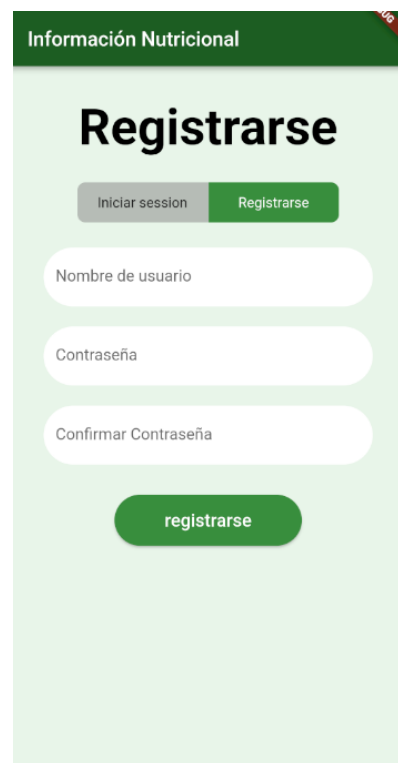 Información Nutricional
Registrarse
Iniciar session
Registrarse
Nombre de usuario
Contraseña
Confirmar Contraseña
registrarse